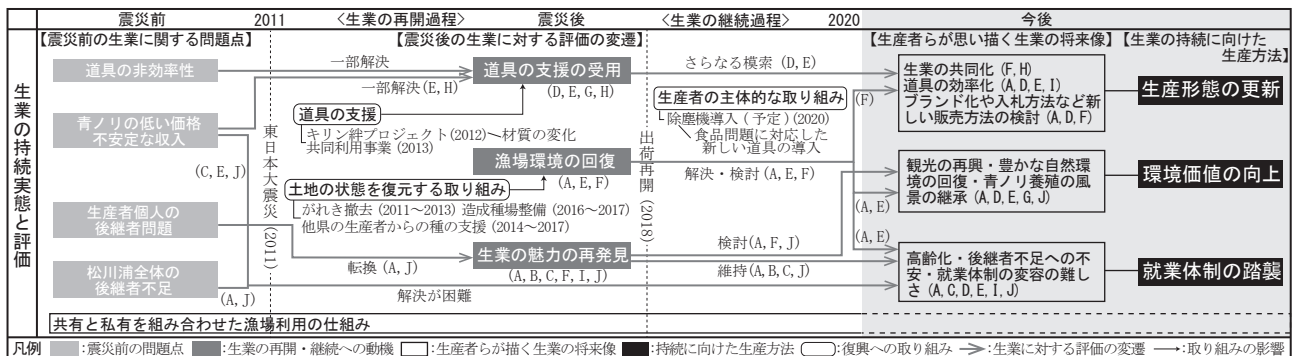 震災前 2011 〈生業の再開過程〉 震災後 〈生業の継続過程〉 2020 今後
生業の持続実態と評価
【震災前の生業に関する問題点】
【震災後の生業に対する評価の変遷】
【生産者らが思い描く生業の将来像】
【生業の持続に向けた
生産方法】
道具の非効率性
青ノリの低い価格
不安定な収入
生産者個人の
後継者問題
松川浦全体の
後継者不足
(C, E, J)
(A, J)
東日本大震災(2011)
一部解決
一部解決(E, H)
道具の支援
キリン絆プロジェクト(2012)
材質の変化
共同利用事業(2013)
土地の状態を復元する取り組み
がれき撤去(2011〜2013) 造成種場整備(2016〜2017)
他県の生産者からの種の支援(2014〜2017)
転換(A, J)
解決が困難
道具の支援の受用
(D, E, G, H)
漁場環境の回復
(A, E, F)
生業の魅力の再発見
(A, B, C, F, I, J)
出荷再開(2018)
さらなる模索(D, E)
生産者の主体的な取り組み
除塵機導入(予定)(2020)
食品問題に対応した
新しい道具の導入
解決・検討(A, E, F)
検討(A, F, J)
維持(A, B, C, J)
(F)
(A, E)
(A, E)
生業の共同化(F, H)
道具の効率化(A, D, E, I)
ブランド化や入札方法など新
しい販売方法の検討(A, D, F)
観光の再興・豊かな自然環
境の回復・青ノリ養殖の風
景の継承(A, D, E, G, J)
高齢化・後継者不足への不
安・就業体制の変容の難し
さ(A, C, D, E, I, J)
生産形態の更新
環境価値の向上
就業体制の踏襲
共有と私有を組み合わせた漁場利用の仕組み
凡例 :震災前の問題点 :生業の再開・継続への動機 :生産者らが描く生業の将来像 :持続に向けた生産方法 :復興への取り組み :生業に対する評価の変遷 :取り組みの影響